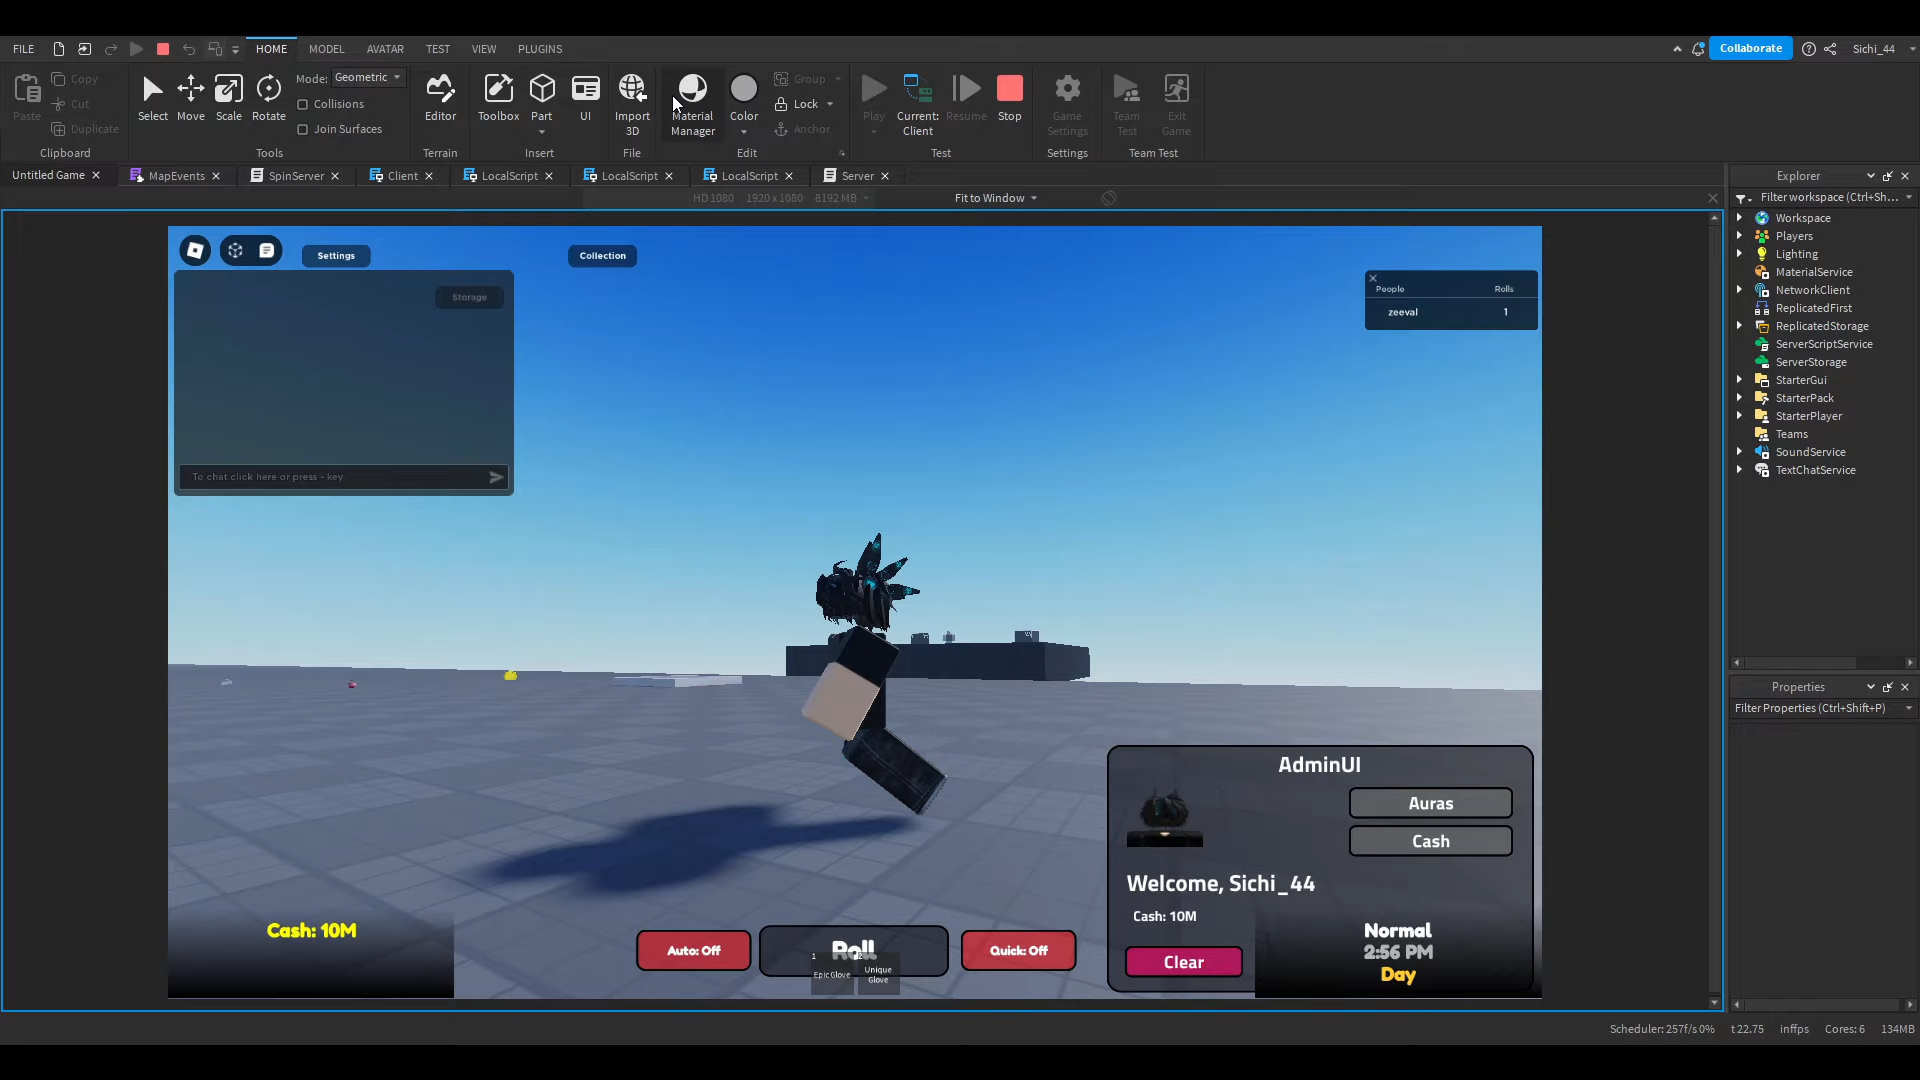 FILE HOME MODEL AVATAR TEST VIEW PLUGINS Collaborate Sichi_44
Paste Copy Cut Duplicate
Clipboard
Select Move Scale Rotate
Mode: Geometric
Collisions
Join Surfaces
Tools
Editor
Terrain
Toolbox Part UI
Insert
Import 3D
File
Material Manager Color
Group
Lock
Anchor
Edit
Play Current: Client Resume Stop
Test
Game Settings
Settings
Team Test Exit Game
Team Test
Untitled Game MapEvents SpinServer Client LocalScript LocalScript LocalScript Server
HD 1080 1920 x 1080 8192 MB Fit to Window
Settings
Collection
Storage
To chat click here or press - key
People Rolls
zeeval 1
AdminUI
Auras
Cash
Welcome, Sichi_44
Cash: 10M
Clear
Cash: 10M
Auto: Off
Roll
Quick: Off
1
Epic Glove
2
Unique Glove
Normal
2:56 PM
Day
Explorer
Filter workspace (Ctrl+Sh...
Workspace
Players
Lighting
MaterialService
NetworkClient
ReplicatedFirst
ReplicatedStorage
ServerScriptService
ServerStorage
StarterGui
StarterPack
StarterPlayer
Teams
SoundService
TextChatService
Properties
Filter Properties (Ctrl+Shift+P)
Scheduler: 257f/s 0% t 22.75 inffps Cores: 6 134MB